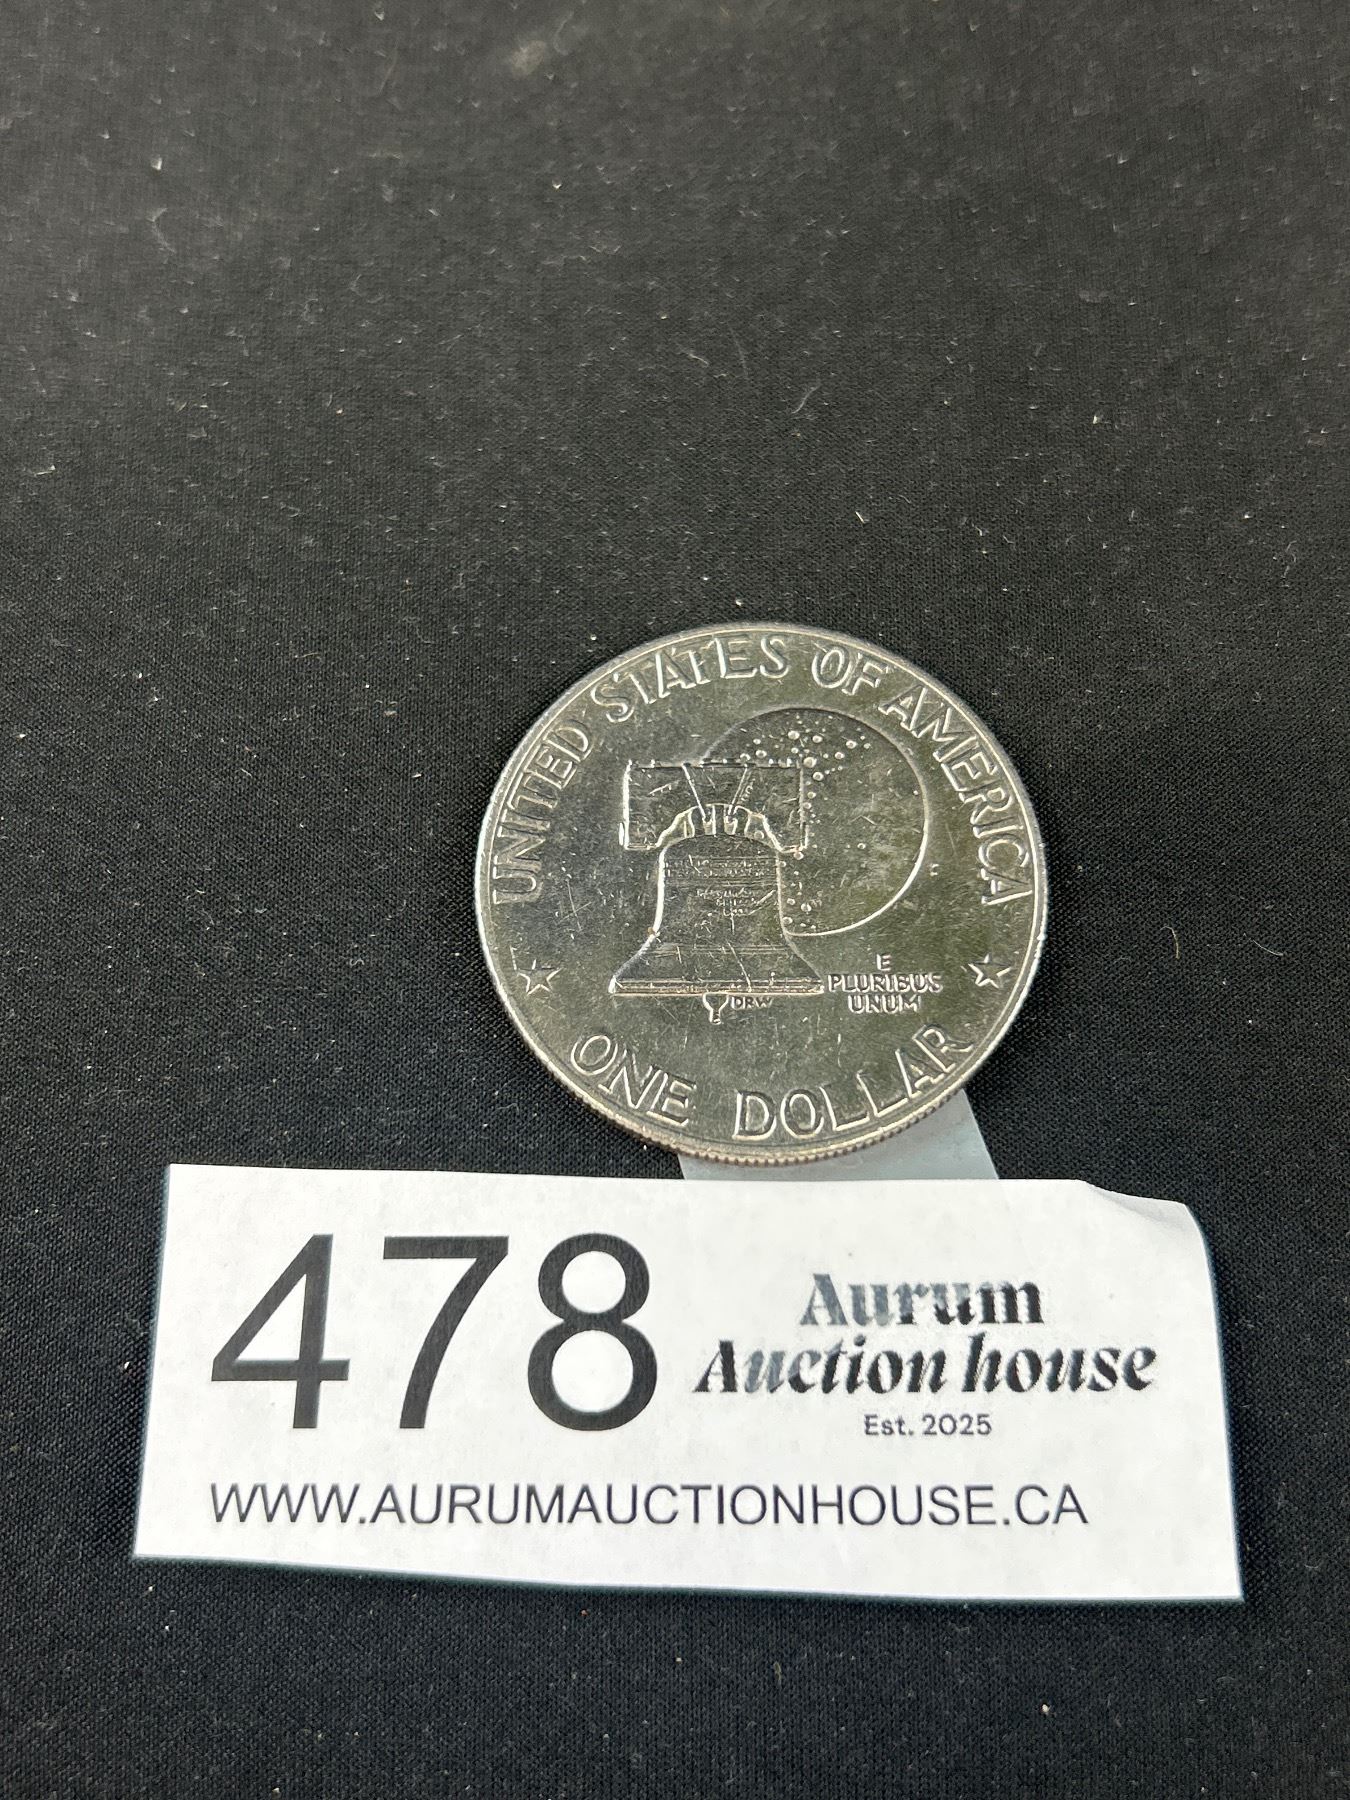 UNITED STATES OF AMERICA
E
PLURIBUS
UNUM
DRW
ONE DOLLAR
478
Aurum
Auction house
Est. 2025
WWW.AURUMAUCTIONHOUSE.CA